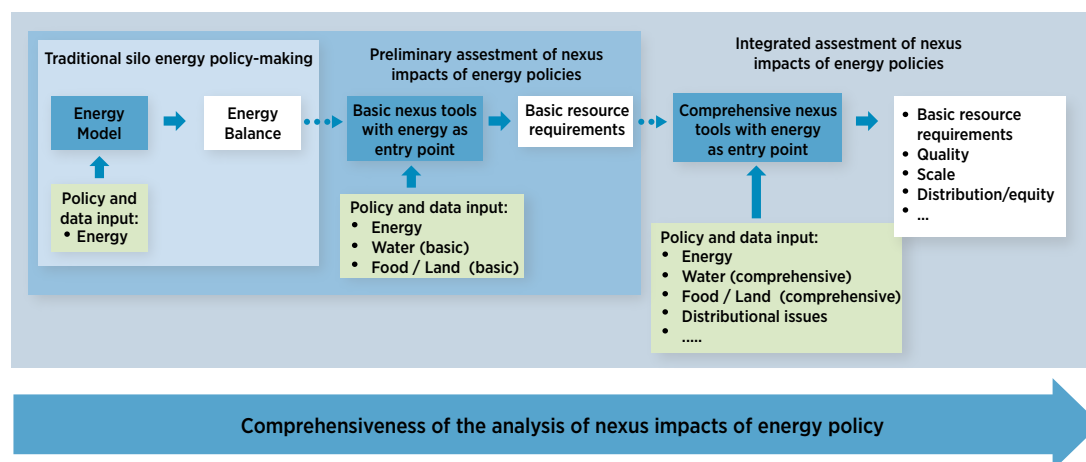 Traditional silo energy policy-making
Energy
Model
Energy
Balance
Policy and
data input:
• Energy
Preliminary assestment of nexus
impacts of energy policies
Basic nexus tools
with energy as
entry point
Basic resource
requirements
Policy and data input:
• Energy
• Water (basic)
• Food / Land (basic)
Integrated assestment of nexus
impacts of energy policies
Comprehensive nexus
tools with energy
as entry point
• Basic resource
requirements
• Quality
• Scale
• Distribution/equity
• ...
Policy and data input:
• Energy
• Water (comprehensive)
• Food / Land (comprehensive)
• Distributional issues
• .....
Comprehensiveness of the analysis of nexus impacts of energy policy